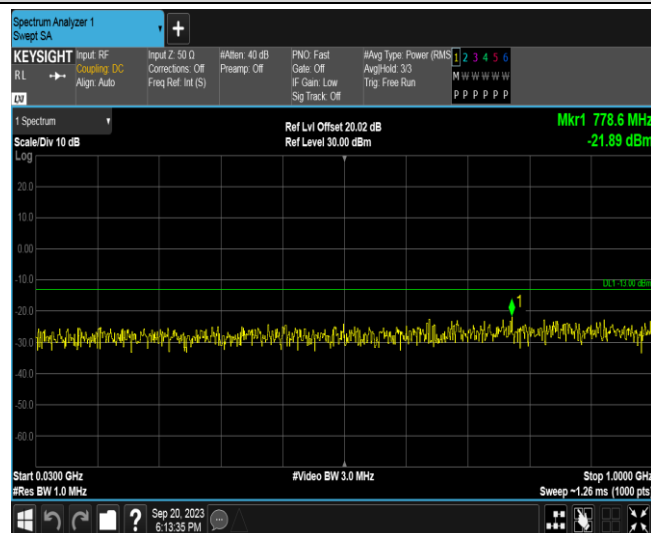 Spectrum Analyzer 1
Swept SA
+
KEYSIGHT
RL
Input: RF
Coupling: DC
Align: Auto
Input Z: 50 Ω
Corrections: Off
Freq Ref: Int (S)
#Atten: 40 dB
Preamp: Off
PNO: Fast
Gate: Off
IF Gain: Low
Sig Track: Off
#Avg Type: Power (RMS
Avg|Hold: 3/3
Trig: Free Run
1 2 3 4 5 6
M W W W W W
P P P P P P
1 Spectrum
Scale/Div 10 dB
Log
Ref Lvl Offset 20.02 dB
Ref Level 30.00 dBm
Mkr1 778.6 MHz
-21.89 dBm
20.0
10.0
0.00
-10.0
-20.0
-30.0
-40.0
-50.0
-60.0
DL1 -13.00 dBm
1
Start 0.0300 GHz
#Res BW 1.0 MHz
#Video BW 3.0 MHz
Stop 1.0000 GHz
Sweep ~1.26 ms (1000 pts)
?
Sep 20, 2023
6:13:35 PM